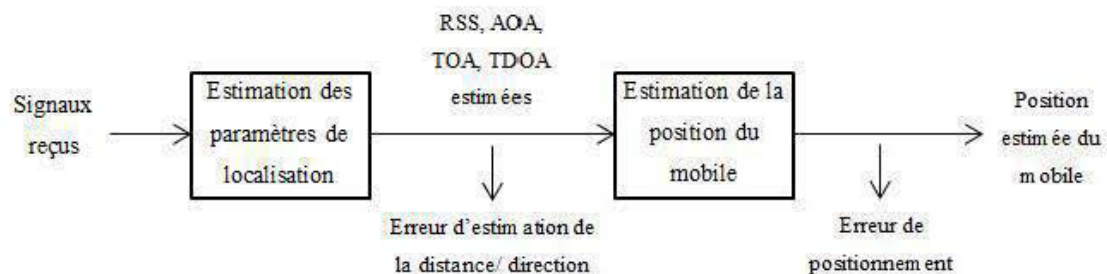 Signaux
reçus
Estimation des
paramètres de
localisation
RSS, AOA,
TOA, TDOA
estimées
Erreur d'estimation de
la distance/ direction
Estimation de la
position du
mobile
Erreur de
positionnement
Position
estimée du
mobile